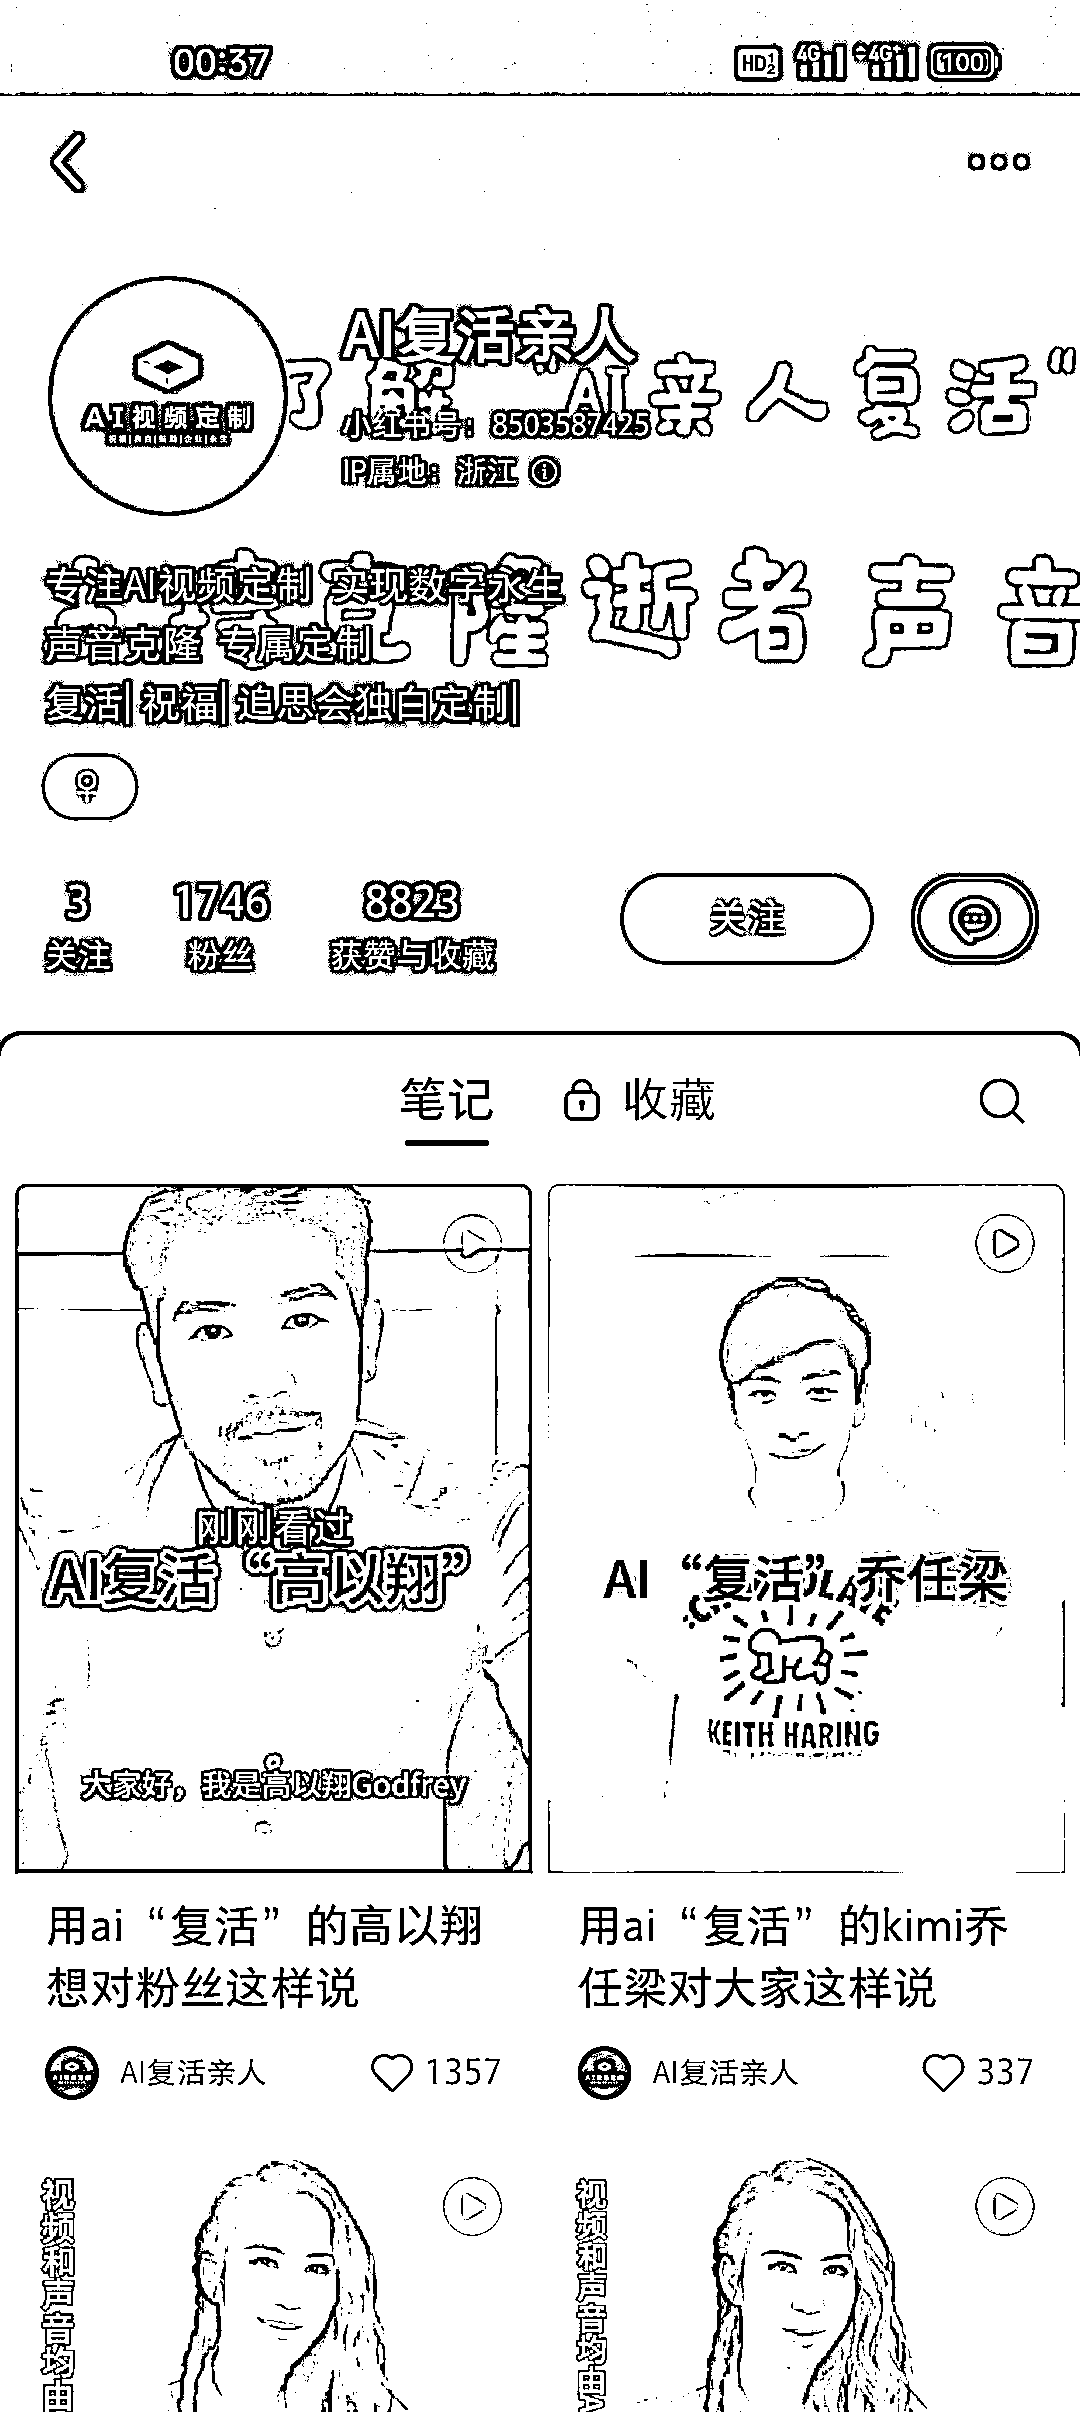 00:37
HD 4G 4G 100
AI复活亲人
了解“AI亲人复活”
AI视频定制
小红书号：8503587425
IP属地：浙江
专注AI视频定制 实现数字永生
克隆逝者声音
声音克隆 专属定制
复活|祝福|追思会独白定制|
3 1746 8823
关注 粉丝 获赞与收藏
关注
笔记 收藏
刚刚看过
AI复活“高以翔”
大家好，我是高以翔Godfrey
AI“复活”乔任梁
KEITH HARING
用ai“复活”的高以翔
想对粉丝这样说
AI复活亲人 1357
用ai“复活”的kimi乔
任梁对大家这样说
AI复活亲人 337
视频和声音均由
视频和声音均由A